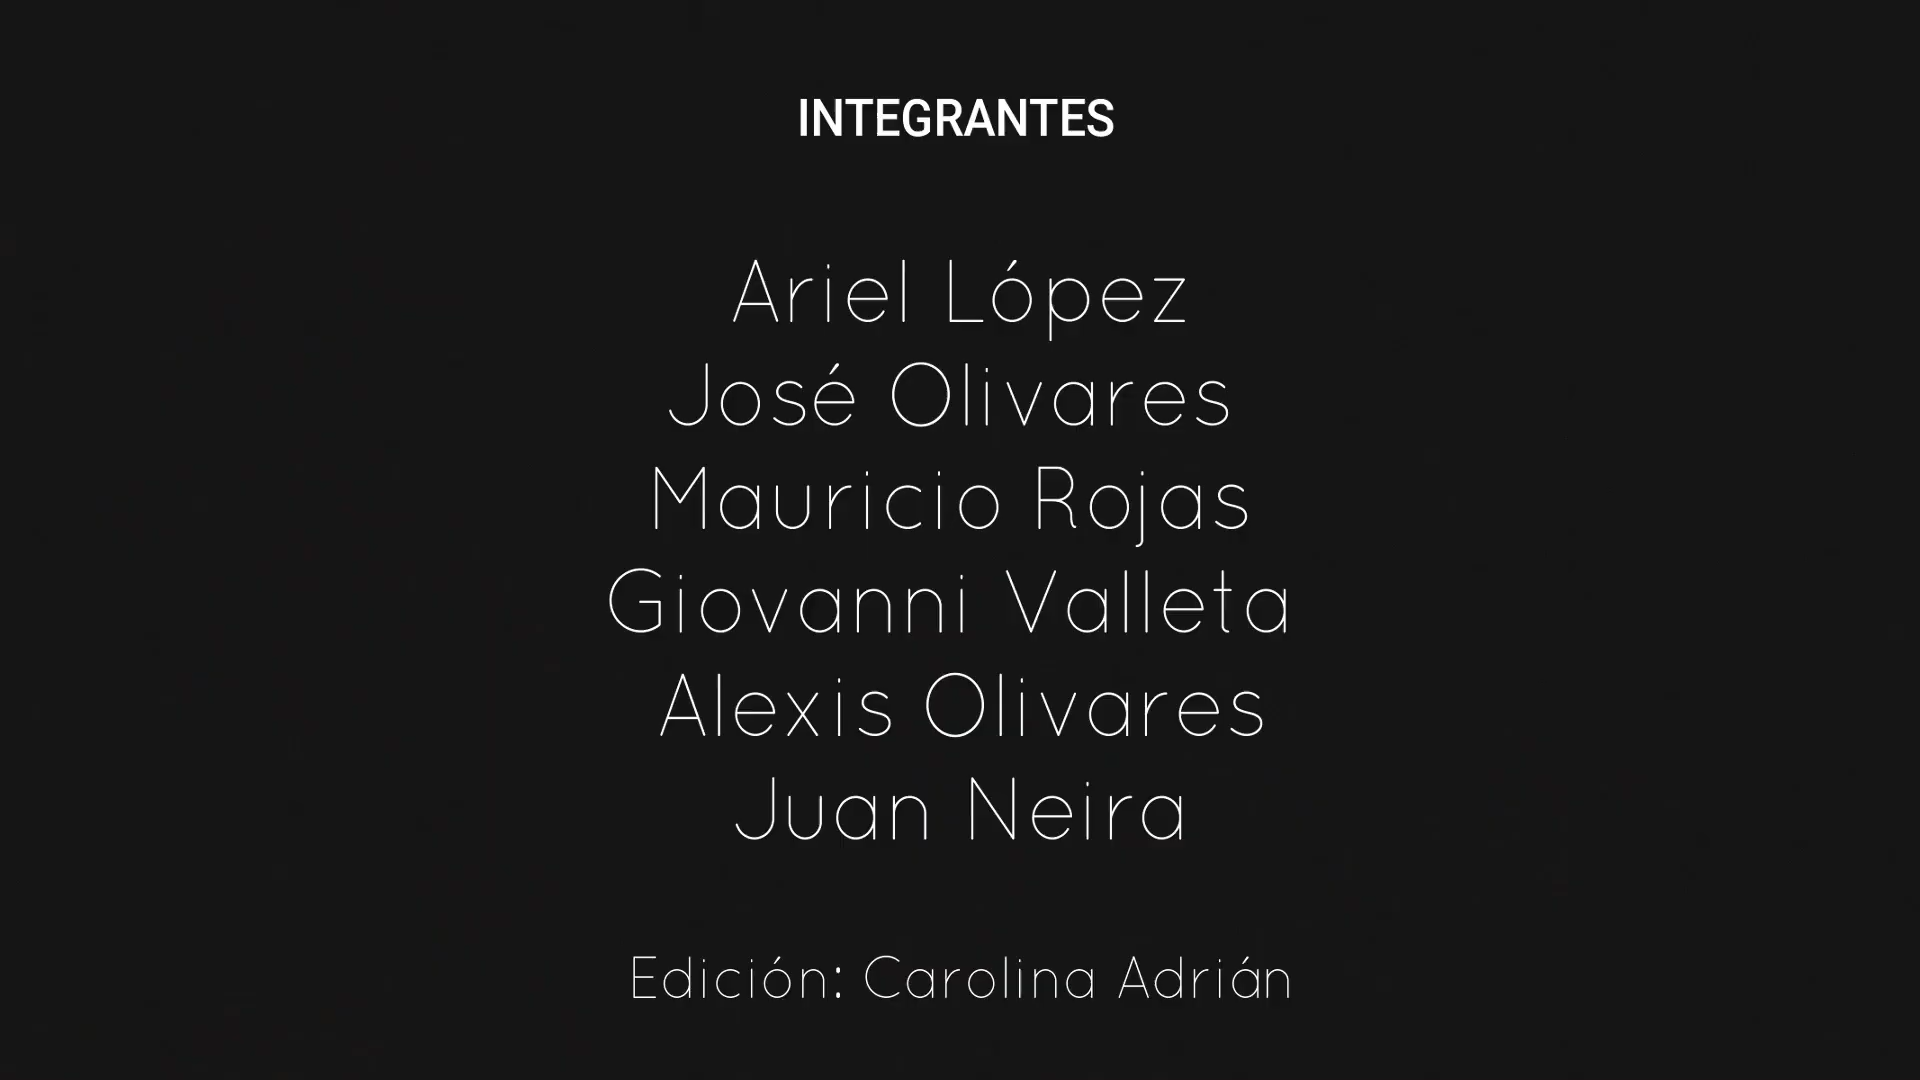 INTEGRANTES
Ariel López
José Olivares
Mauricio Rojas
Giovanni Valleta
Alexis Olivares
Juan Neira
Edición: Carolina Adrián